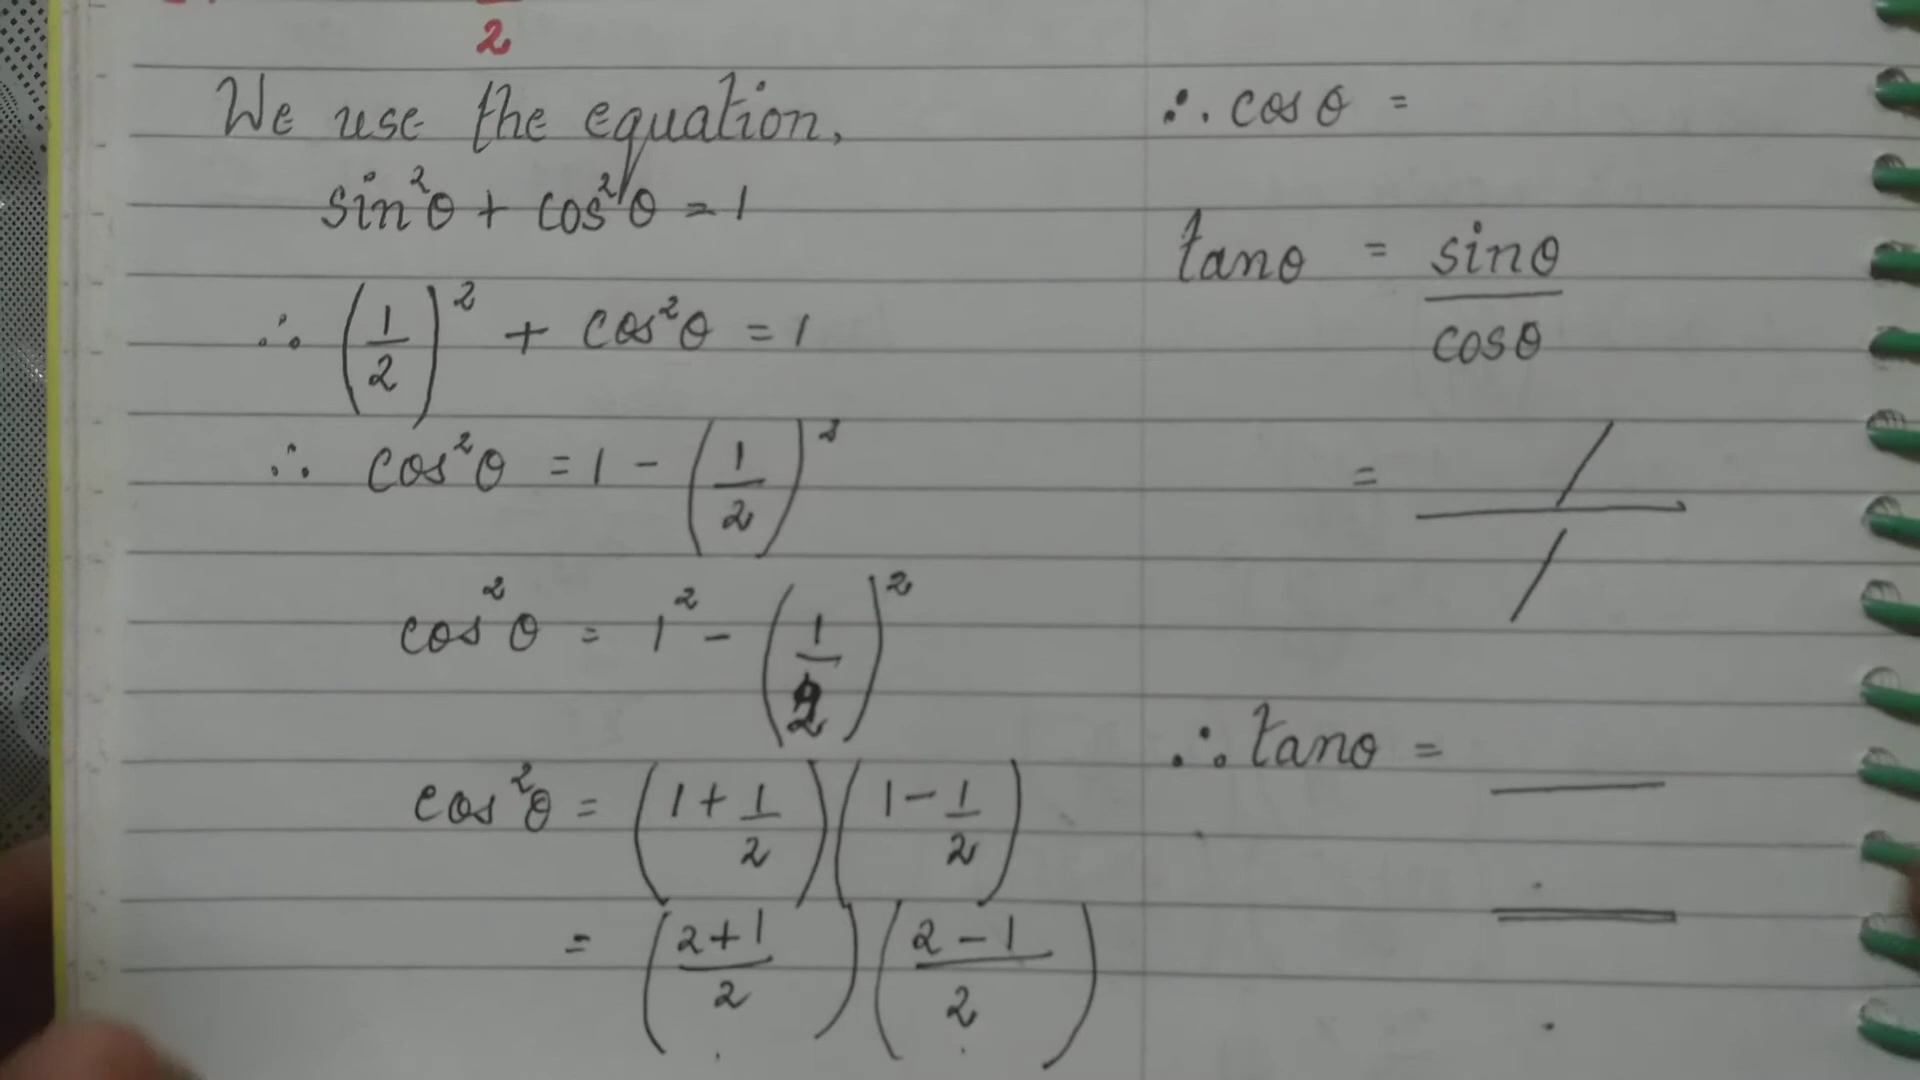 2
We use the equation,
sin²θ + cos²θ = 1
∴ (1/2)² + cos²θ = 1
∴ cos²θ = 1 - (1/2)²
cos²θ = 1² - (1/2)²
cos²θ = (1 + 1/2)(1 - 1/2)
= (2+1/2)(2-1/2)
∴ cosθ =
tanθ = sinθ/cosθ
= /
∴ tanθ =